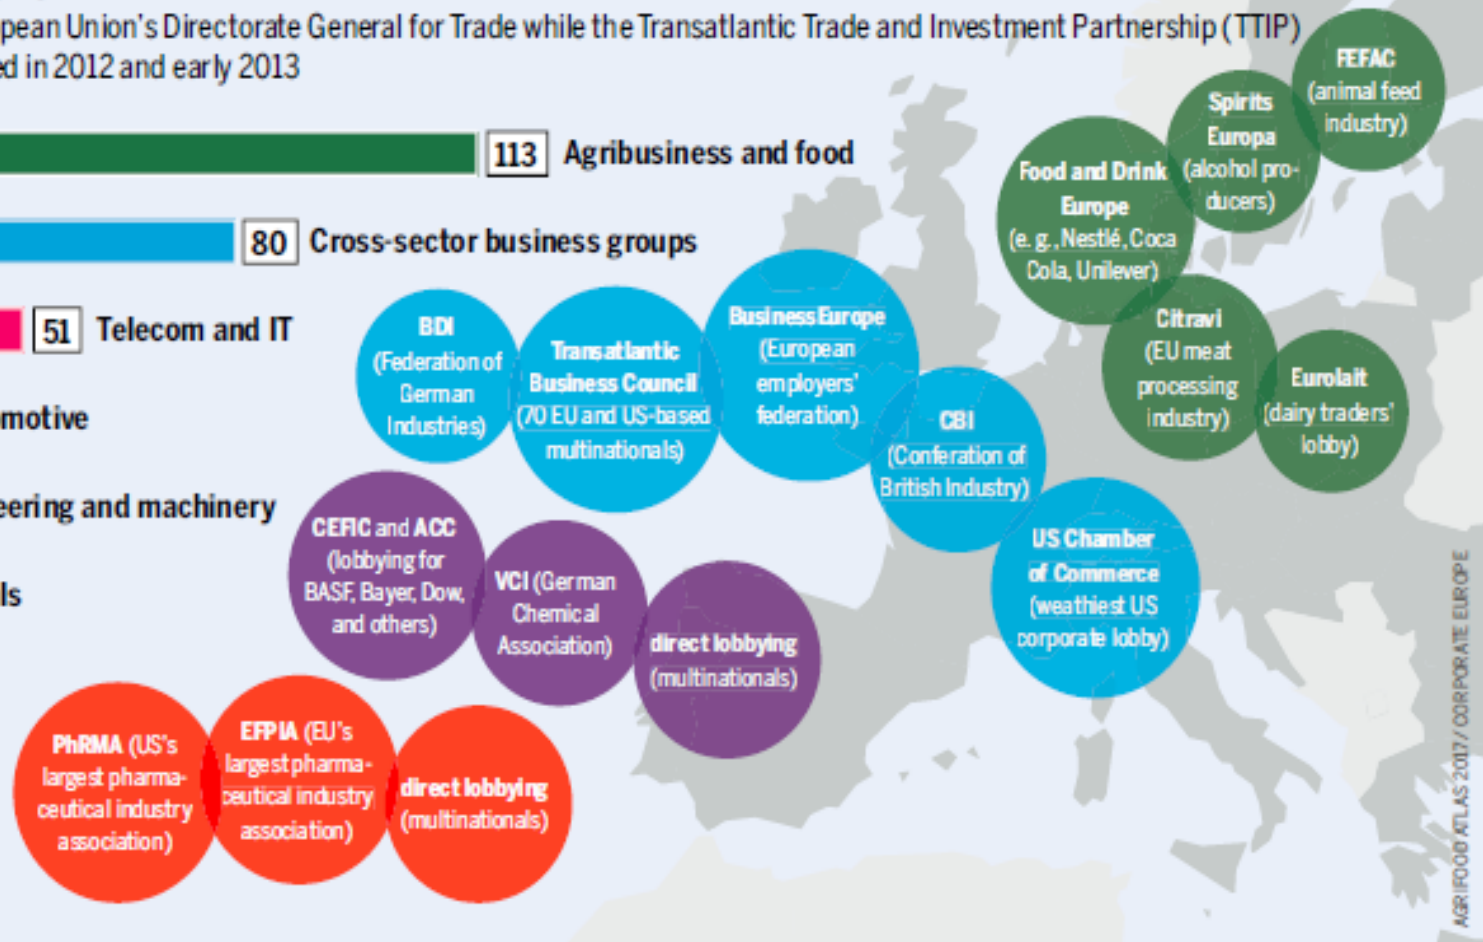 pean Union's Directorate General for Trade while the Transatlantic Trade and Investment Partnership (TTIP)
ed in 2012 and early 2013
113 Agribusiness and food
80 Cross-sector business groups
51 Telecom and IT
motive
eering and machinery
ls
FEFAC
(animal feed
industry)
Spirits
Europa
(alcohol pro-
ducers)
Food and Drink
Europe
(e. g., Nestlé, Coca
Cola, Unilever)
Citravi
(EU meat
processing
industry)
Eurolait
(dairy traders'
lobby)
BDI
(Federation of
German
Industries)
Transatlantic
Business Council
(70 EU and US-based
multinationals)
BusinessEurope
(European
employers'
federation)
CBI
(Conferation of
British Industry)
US Chamber
of Commerce
(weathiest US
corporate lobby)
CEFIC and ACC
(lobbying for
BASF, Bayer, Dow,
and others)
VCI (German
Chemical
Association)
direct lobbying
(multinationals)
PhRMA (US's
largest pharma-
ceutical industry
association)
EFPIA (EU's
largest pharma-
ceutical industry
association)
direct lobbying
(multinationals)
AGRIFOOD ATLAS 2017 / CORPORATE EUROPE